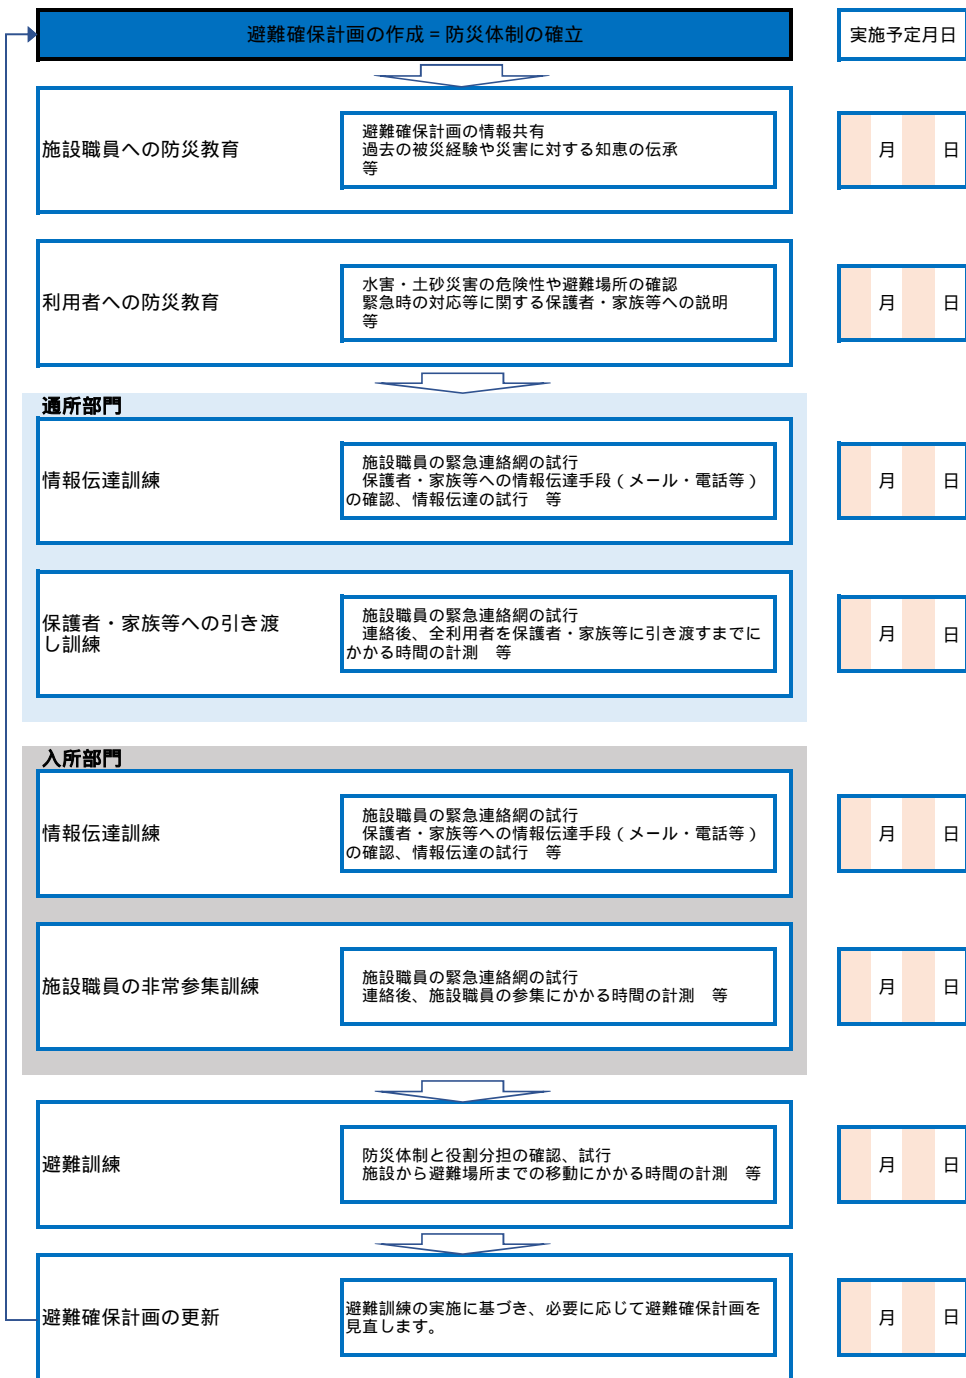 避難確保計画の作成＝防災体制の確立
実施予定月日
施設職員への防災教育
避難確保計画の情報共有
過去の被災経験や災害に対する知恵の伝承
等
月 日
利用者への防災教育
水害・土砂災害の危険性や避難場所の確認
緊急時の対応等に関する保護者・家族等への説明
等
月 日
通所部門
情報伝達訓練
施設職員の緊急連絡網の試行
保護者・家族等への情報伝達手段（メール・電話等）
の確認、情報伝達の試行　等
月 日
保護者・家族等への引き渡
し訓練
施設職員の緊急連絡網の試行
連絡後、全利用者を保護者・家族等に引き渡すまでに
かかる時間の計測　等
月 日
入所部門
情報伝達訓練
施設職員の緊急連絡網の試行
保護者・家族等への情報伝達手段（メール・電話等）
の確認、情報伝達の試行　等
月 日
施設職員の非常参集訓練
施設職員の緊急連絡網の試行
連絡後、施設職員の参集にかかる時間の計測　等
月 日
避難訓練
防災体制と役割分担の確認、試行
施設から避難場所までの移動にかかる時間の計測　等
月 日
避難確保計画の更新
避難訓練の実施に基づき、必要に応じて避難確保計画を
見直します。
月 日